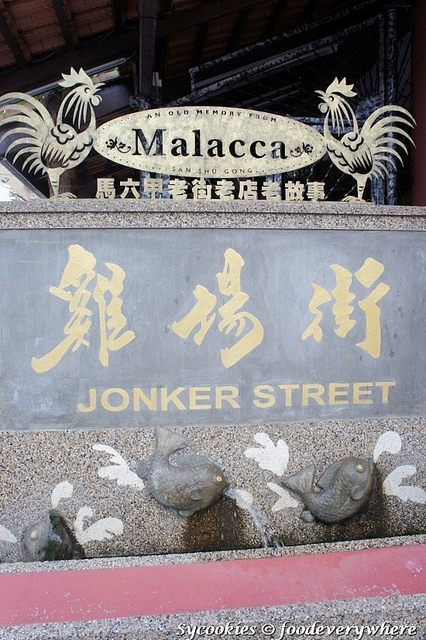 AN OLD MEMORY FROM
Malacca
SAN SHU GONG
馬六甲老街老店老故事
雞場街
JONKER STREET
Sycookies © foodeverywhere